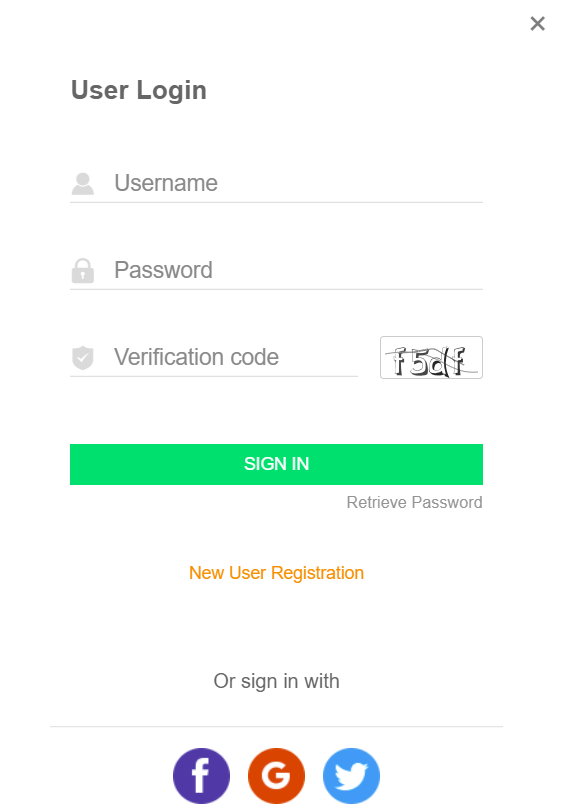 User Login
Username
Password
Verification code
f5df
SIGN IN
Retrieve Password
New User Registration
Or sign in with